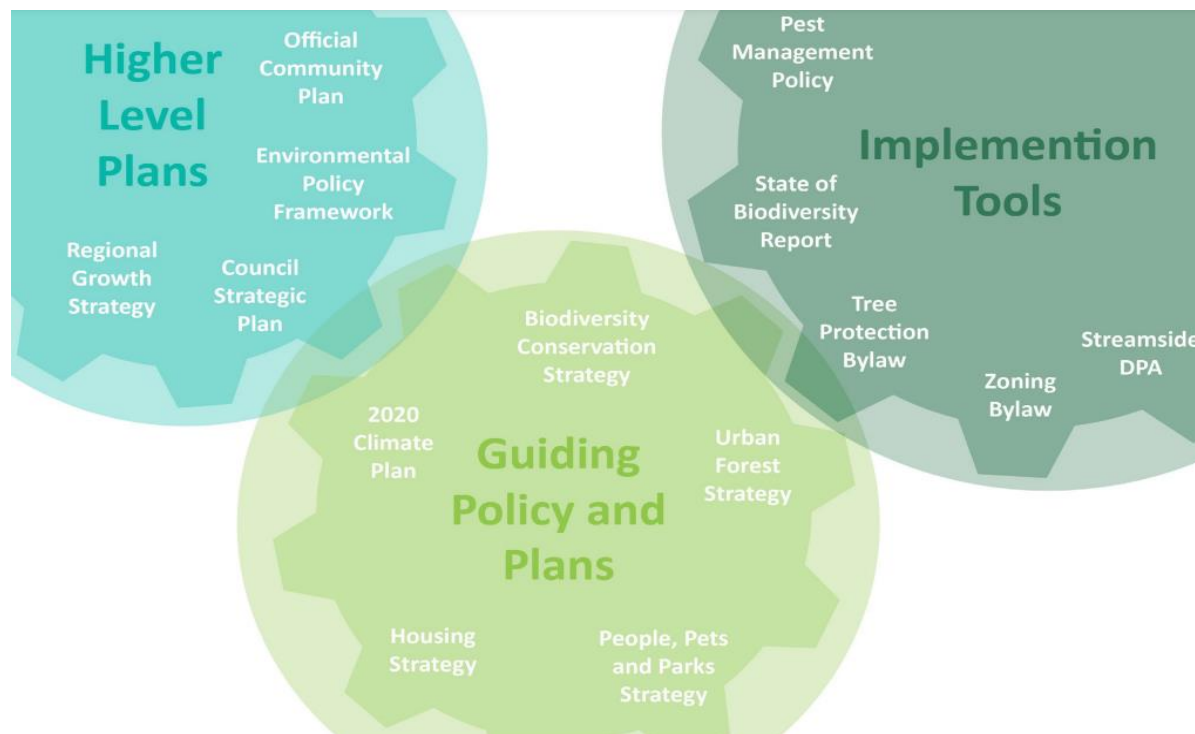 Higher
Level
Plans
Official
Community
Plan
Environmental
Policy
Framework
Regional
Growth
Strategy
Council
Strategic
Plan
Pest
Management
Policy
Implemention
Tools
State of
Biodiversity
Report
Tree
Protection
Bylaw
Zoning
Bylaw
Streamside
DPA
Biodiversity
Conservation
Strategy
2020
Climate
Plan
Guiding
Policy and
Plans
Urban
Forest
Strategy
Housing
Strategy
People, Pets
and Parks
Strategy